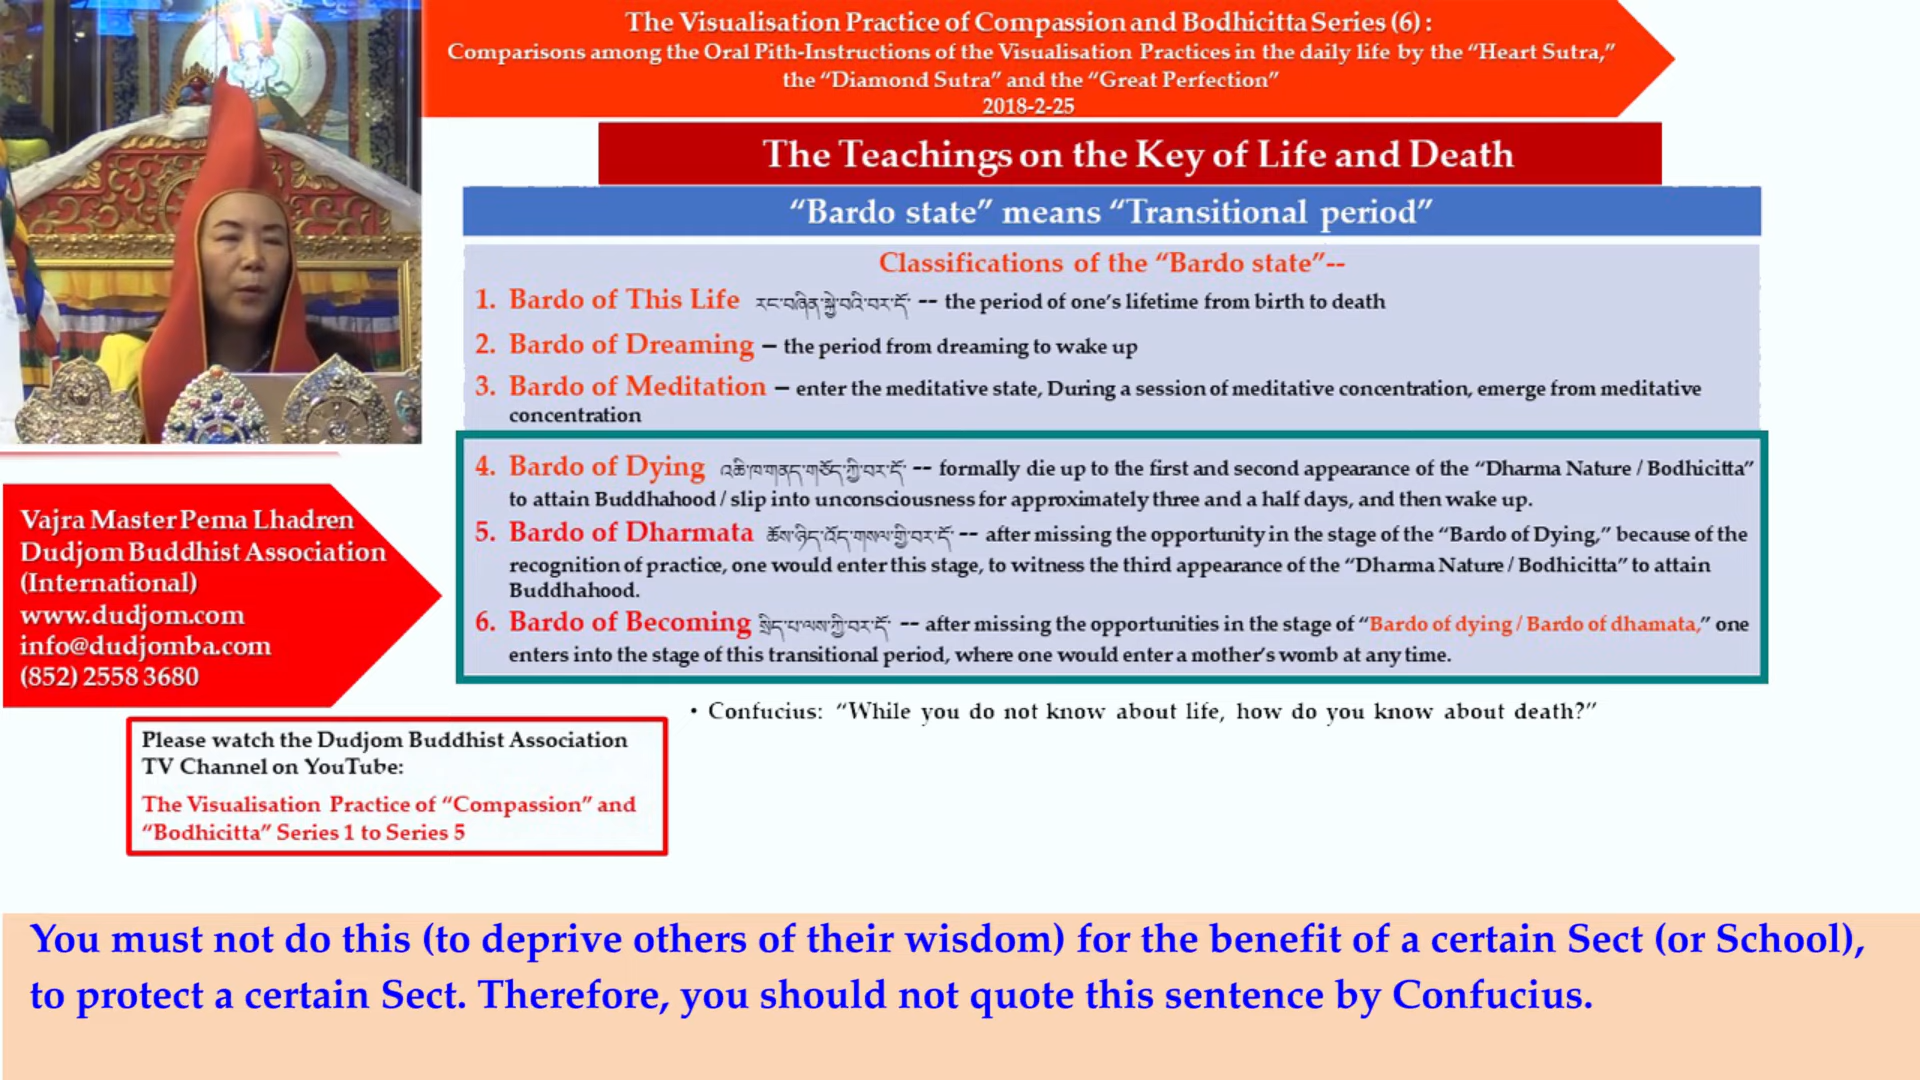 The Visualisation Practice of Compassion and Bodhicitta Series (6) :
Comparisons among the Oral Pith-Instructions of the Visualisation Practices in the daily life by the “Heart Sutra,”
the “Diamond Sutra” and the “Great Perfection”
2018-2-25
The Teachings on the Key of Life and Death
“Bardo state” means “Transitional period”
Classifications of the “Bardo state”--
1. Bardo of This Life རང་བཞིན་སྐྱེ་བའི་བར་དོ་ -- the period of one’s lifetime from birth to death
2. Bardo of Dreaming – the period from dreaming to wake up
3. Bardo of Meditation – enter the meditative state, During a session of meditative concentration, emerge from meditative
concentration
4. Bardo of Dying འཆི་ཁ་གནད་གཅོད་ཀྱི་བར་དོ་ -- formally die up to the first and second appearance of the “Dharma Nature / Bodhicitta”
to attain Buddhahood / slip into unconsciousness for approximately three and a half days, and then wake up.
5. Bardo of Dharmata ཆོས་ཉིད་འོད་གསལ་གྱི་བར་དོ་ -- after missing the opportunity in the stage of the “Bardo of Dying,” because of the
recognition of practice, one would enter this stage, to witness the third appearance of the “Dharma Nature / Bodhicitta” to attain
Buddhahood.
6. Bardo of Becoming སྲིད་པ་ལས་ཀྱི་བར་དོ་ -- after missing the opportunities in the stage of “Bardo of dying / Bardo of dhamata,” one
enters into the stage of this transitional period, where one would enter a mother’s womb at any time.
• Confucius: “While you do not know about life, how do you know about death?”
Vajra Master Pema Lhadren
Dudjom Buddhist Association
(International)
www.dudjom.com
info@dudjomba.com
(852) 2558 3680
Please watch the Dudjom Buddhist Association
TV Channel on YouTube:
The Visualisation Practice of “Compassion” and
“Bodhicitta” Series 1 to Series 5
You must not do this (to deprive others of their wisdom) for the benefit of a certain Sect (or School),
to protect a certain Sect. Therefore, you should not quote this sentence by Confucius.